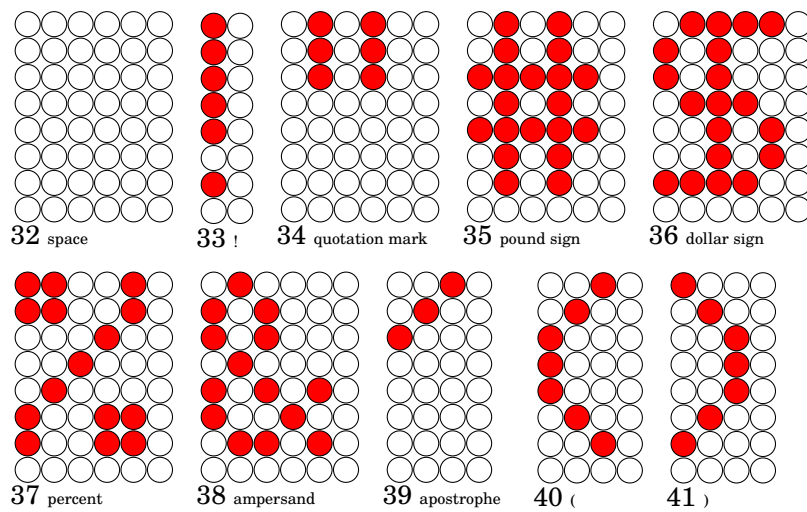 32 space 33 ! 34 quotation mark 35 pound sign 36 dollar sign
37 percent 38 ampersand 39 apostrophe 40 ( 41 )